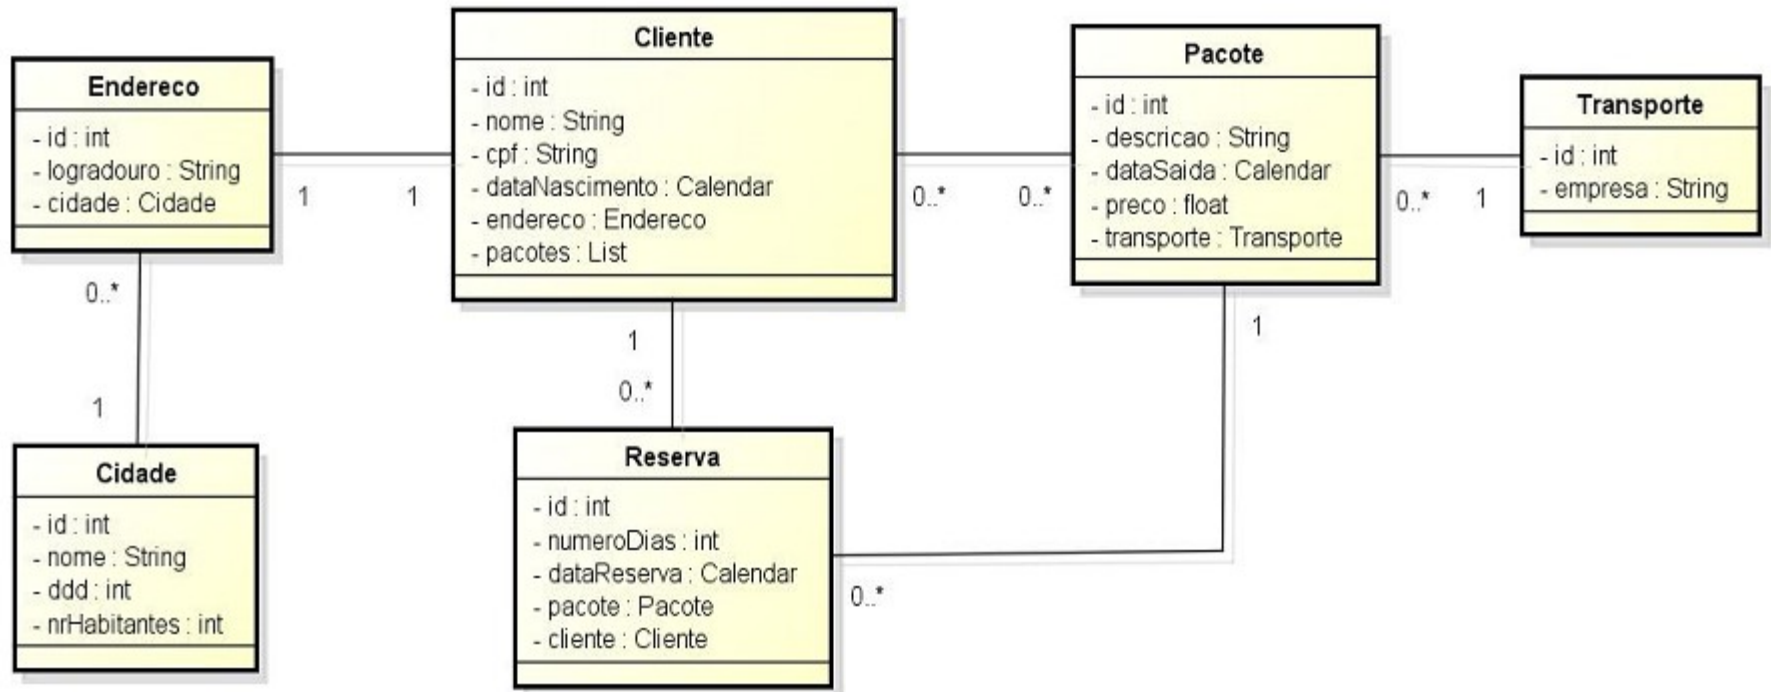 Endereco
- id : int
- logradouro : String
- cidade : Cidade
1
1
0..*
1
Cliente
- id : int
- nome : String
- cpf : String
- dataNascimento : Calendar
- endereco : Endereco
- pacotes : List
0..*
0..*
1
0..*
Pacote
- id : int
- descricao : String
- dataSaida : Calendar
- preco : float
- transporte : Transporte
0..*
1
1
Transporte
- id : int
- empresa : String
Cidade
- id : int
- nome : String
- ddd : int
- nrHabitantes : int
Reserva
- id : int
- numeroDias : int
- dataReserva : Calendar
- pacote : Pacote
- cliente : Cliente
0..*